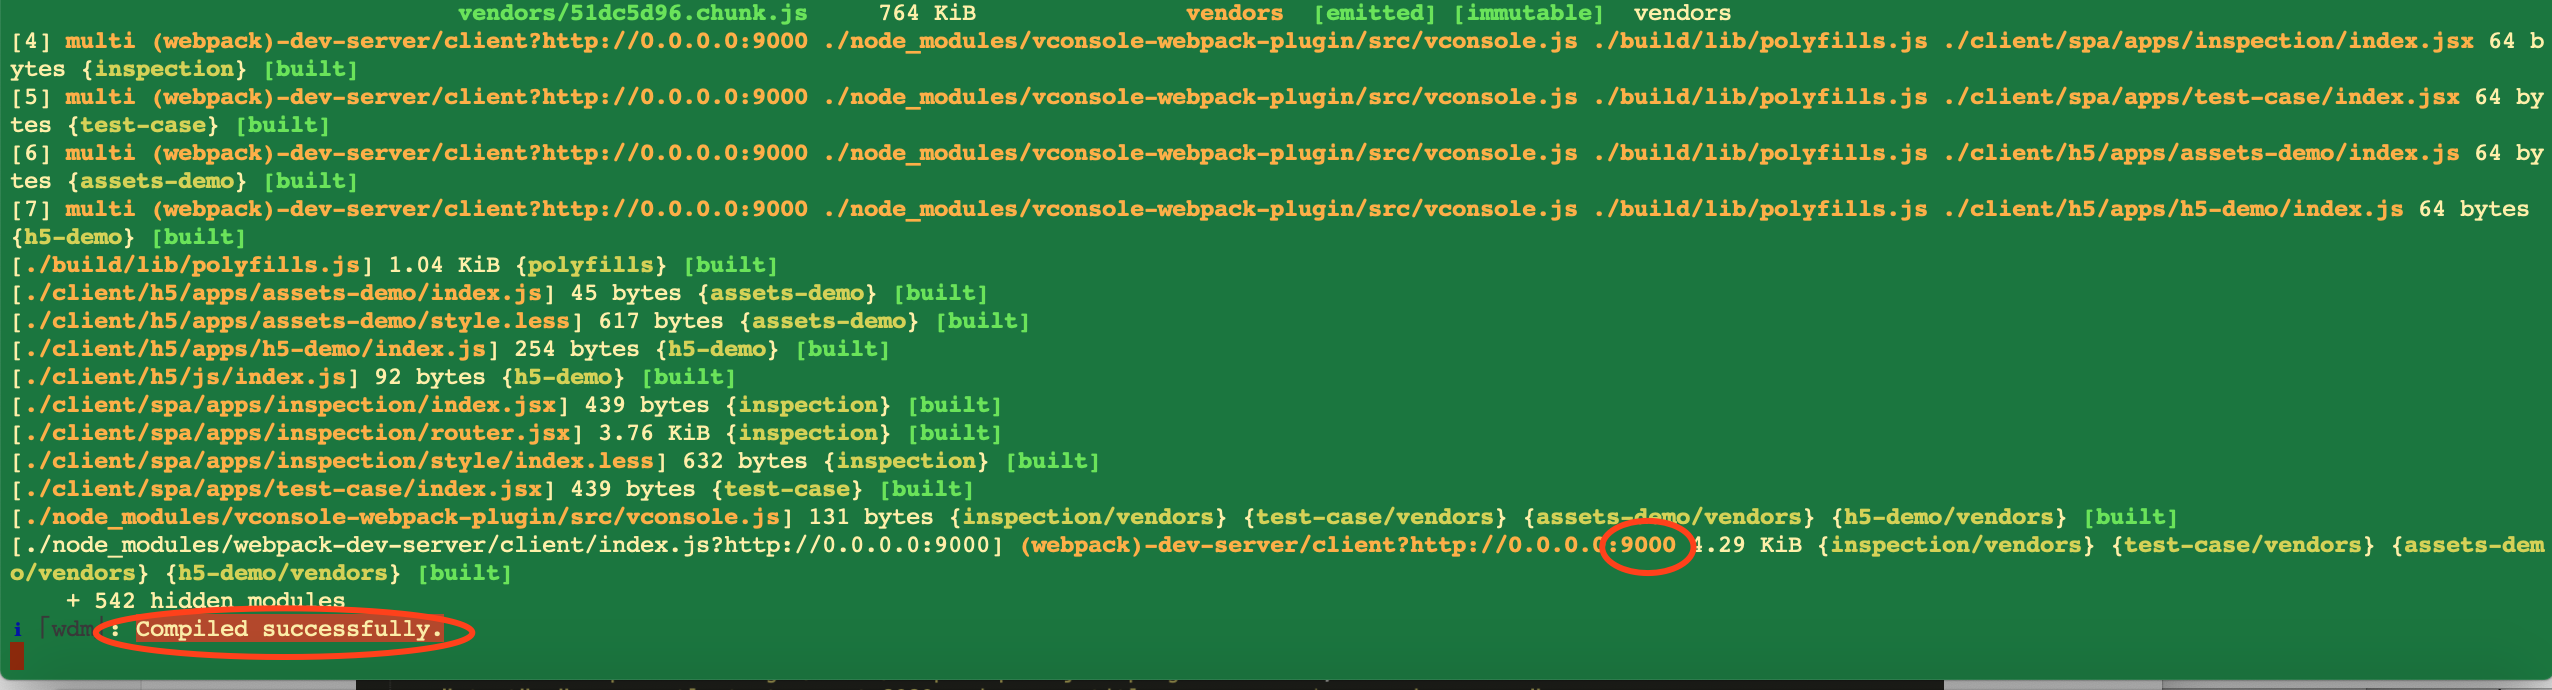 vendors/51dc5d96.chunk.js 764 KiB vendors [emitted] [immutable] vendors
[4] multi (webpack)-dev-server/client?http://0.0.0.0:9000 ./node_modules/vconsole-webpack-plugin/src/vconsole.js ./build/lib/polyfills.js ./client/spa/apps/inspection/index.jsx 64 b
ytes {inspection} [built]
[5] multi (webpack)-dev-server/client?http://0.0.0.0:9000 ./node_modules/vconsole-webpack-plugin/src/vconsole.js ./build/lib/polyfills.js ./client/spa/apps/test-case/index.jsx 64 by
tes {test-case} [built]
[6] multi (webpack)-dev-server/client?http://0.0.0.0:9000 ./node_modules/vconsole-webpack-plugin/src/vconsole.js ./build/lib/polyfills.js ./client/h5/apps/assets-demo/index.js 64 by
tes {assets-demo} [built]
[7] multi (webpack)-dev-server/client?http://0.0.0.0:9000 ./node_modules/vconsole-webpack-plugin/src/vconsole.js ./build/lib/polyfills.js ./client/h5/apps/h5-demo/index.js 64 bytes
{h5-demo} [built]
[./build/lib/polyfills.js] 1.04 KiB {polyfills} [built]
[./client/h5/apps/assets-demo/index.js] 45 bytes {assets-demo} [built]
[./client/h5/apps/assets-demo/style.less] 617 bytes {assets-demo} [built]
[./client/h5/apps/h5-demo/index.js] 254 bytes {h5-demo} [built]
[./client/h5/js/index.js] 92 bytes {h5-demo} [built]
[./client/spa/apps/inspection/index.jsx] 439 bytes {inspection} [built]
[./client/spa/apps/inspection/router.jsx] 3.76 KiB {inspection} [built]
[./client/spa/apps/inspection/style/index.less] 632 bytes {inspection} [built]
[./client/spa/apps/test-case/index.jsx] 439 bytes {test-case} [built]
[./node_modules/vconsole-webpack-plugin/src/vconsole.js] 131 bytes {inspection/vendors} {test-case/vendors} {assets-demo/vendors} {h5-demo/vendors} [built]
[./node_modules/webpack-dev-server/client/index.js?http://0.0.0.0:9000] (webpack)-dev-server/client?http://0.0.0.0:9000 4.29 KiB {inspection/vendors} {test-case/vendors} {assets-dem
o/vendors} {h5-demo/vendors} [built]
+ 542 hidden modules
i ｢wdm｣: Compiled successfully.